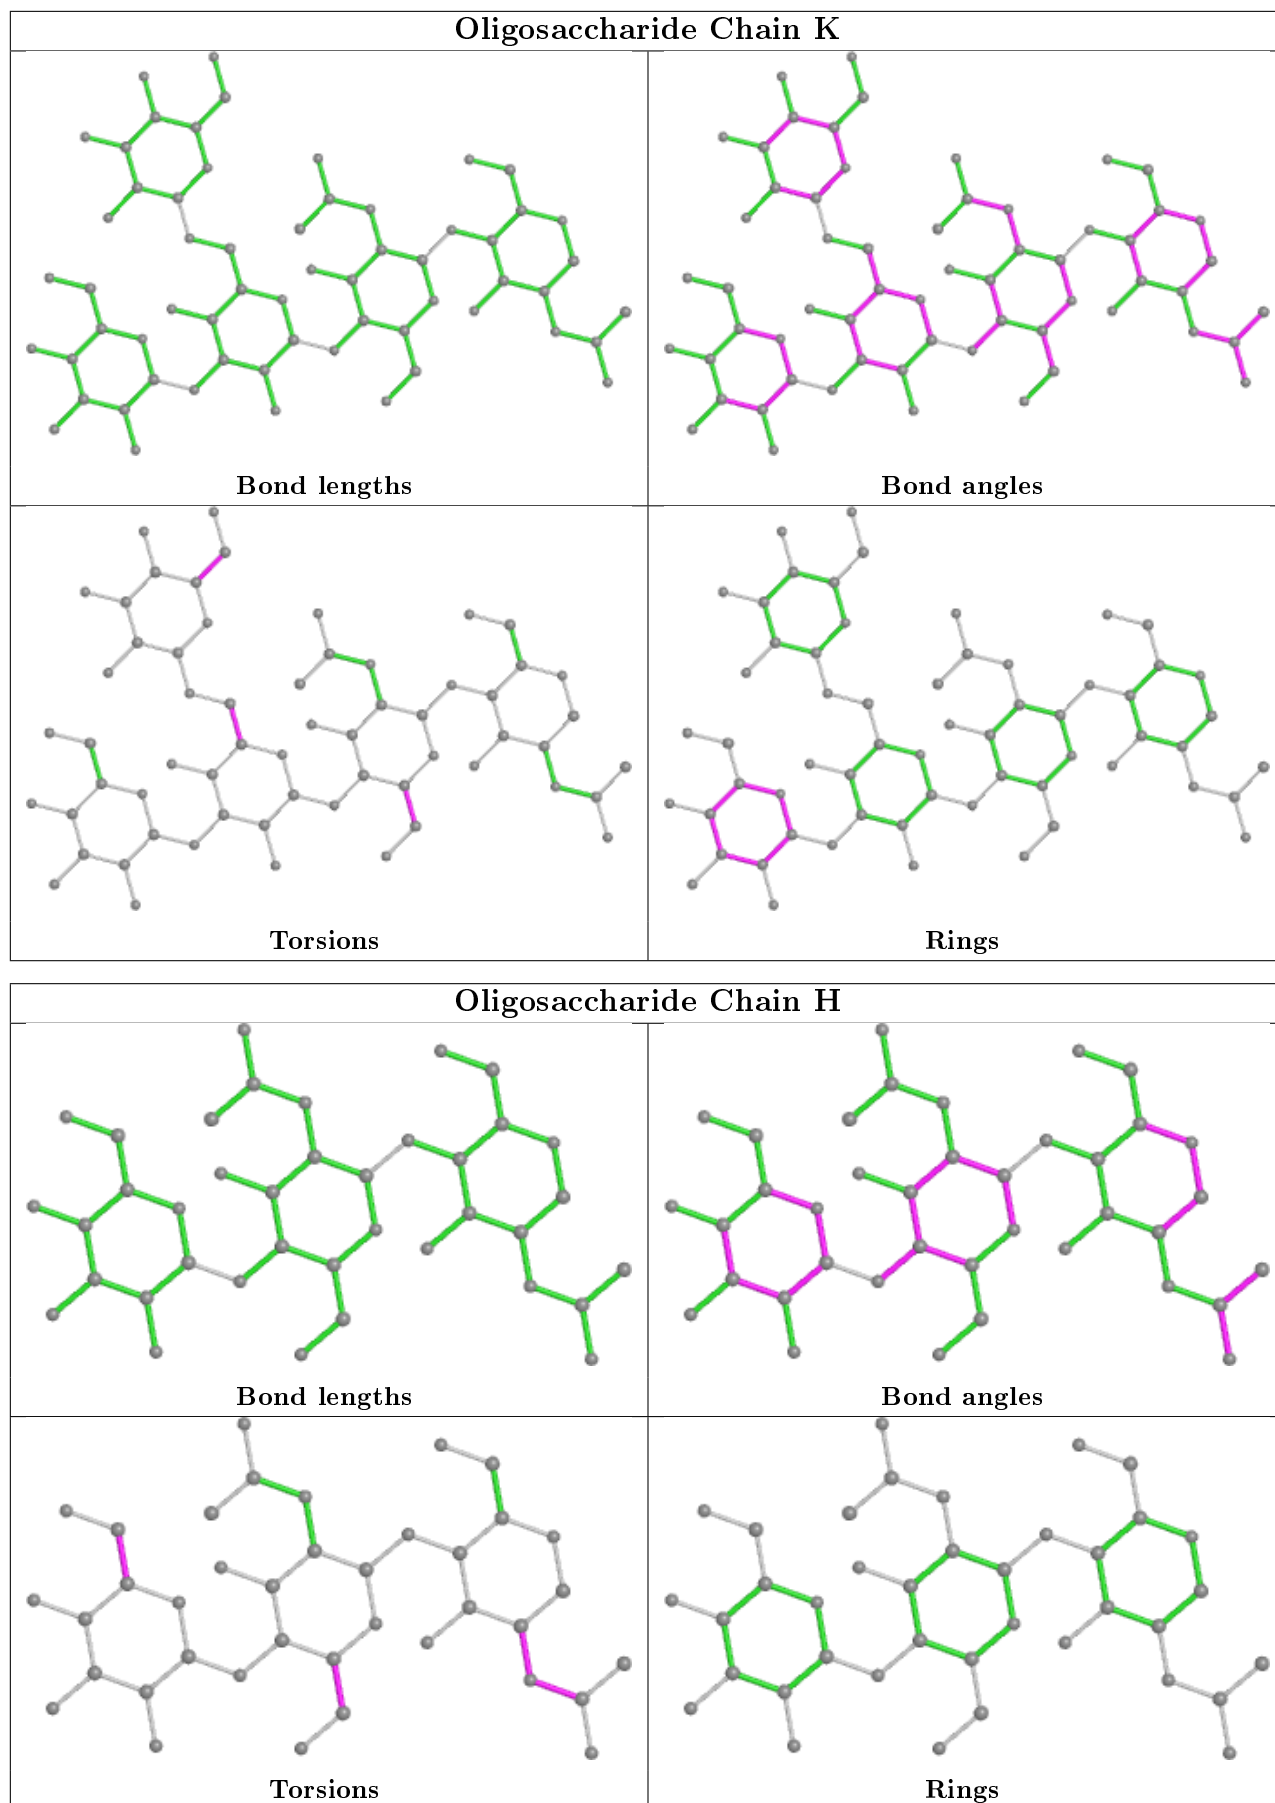 Oligosaccharide Chain K
Bond lengths
Bond angles
Torsions
Rings
Oligosaccharide Chain H
Bond lengths
Bond angles
Torsions
Rings